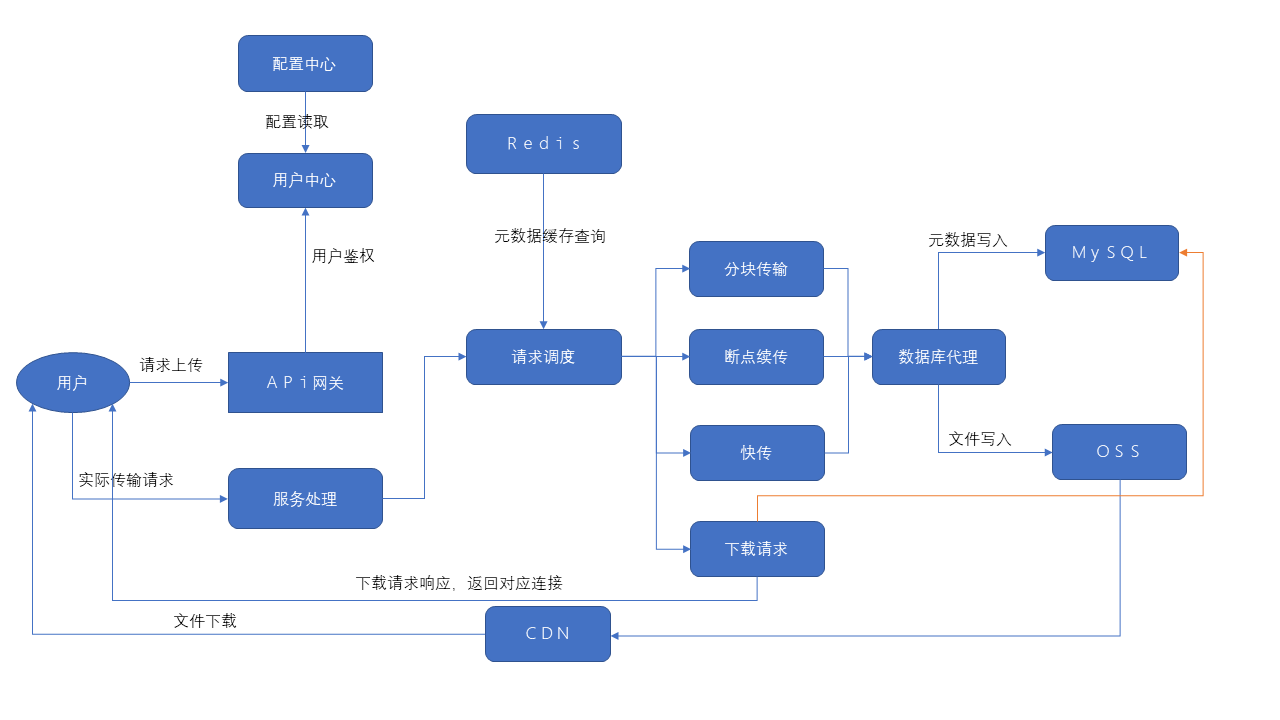 配置中心
配置读取
Redis
用户中心
元数据缓存查询
用户鉴权
分块传输
元数据写入
MySQL
请求上传
用户
APi网关
请求调度
断点续传
数据库代理
文件写入
OSS
快传
实际传输请求
服务处理
下载请求
下载请求响应，返回对应连接
文件下载
CDN